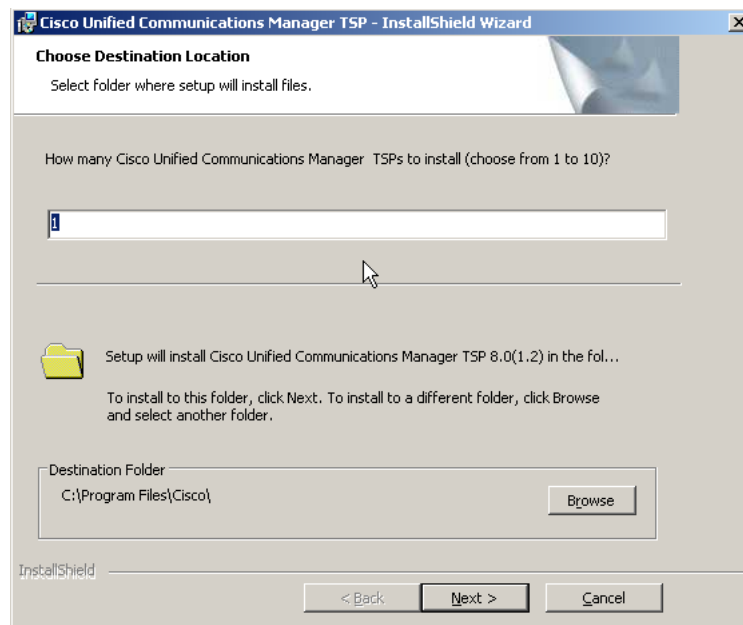 Cisco Unified Communications Manager TSP - InstallShield Wizard
Choose Destination Location
Select folder where setup will install files.
How many Cisco Unified Communications Manager TSPs to install (choose from 1 to 10)?
1
Setup will install Cisco Unified Communications Manager TSP 8.0(1.2) in the fol...
To install to this folder, click Next. To install to a different folder, click Browse
and select another folder.
Destination Folder
C:\Program Files\Cisco\
Browse
InstallShield
< Back
Next >
Cancel